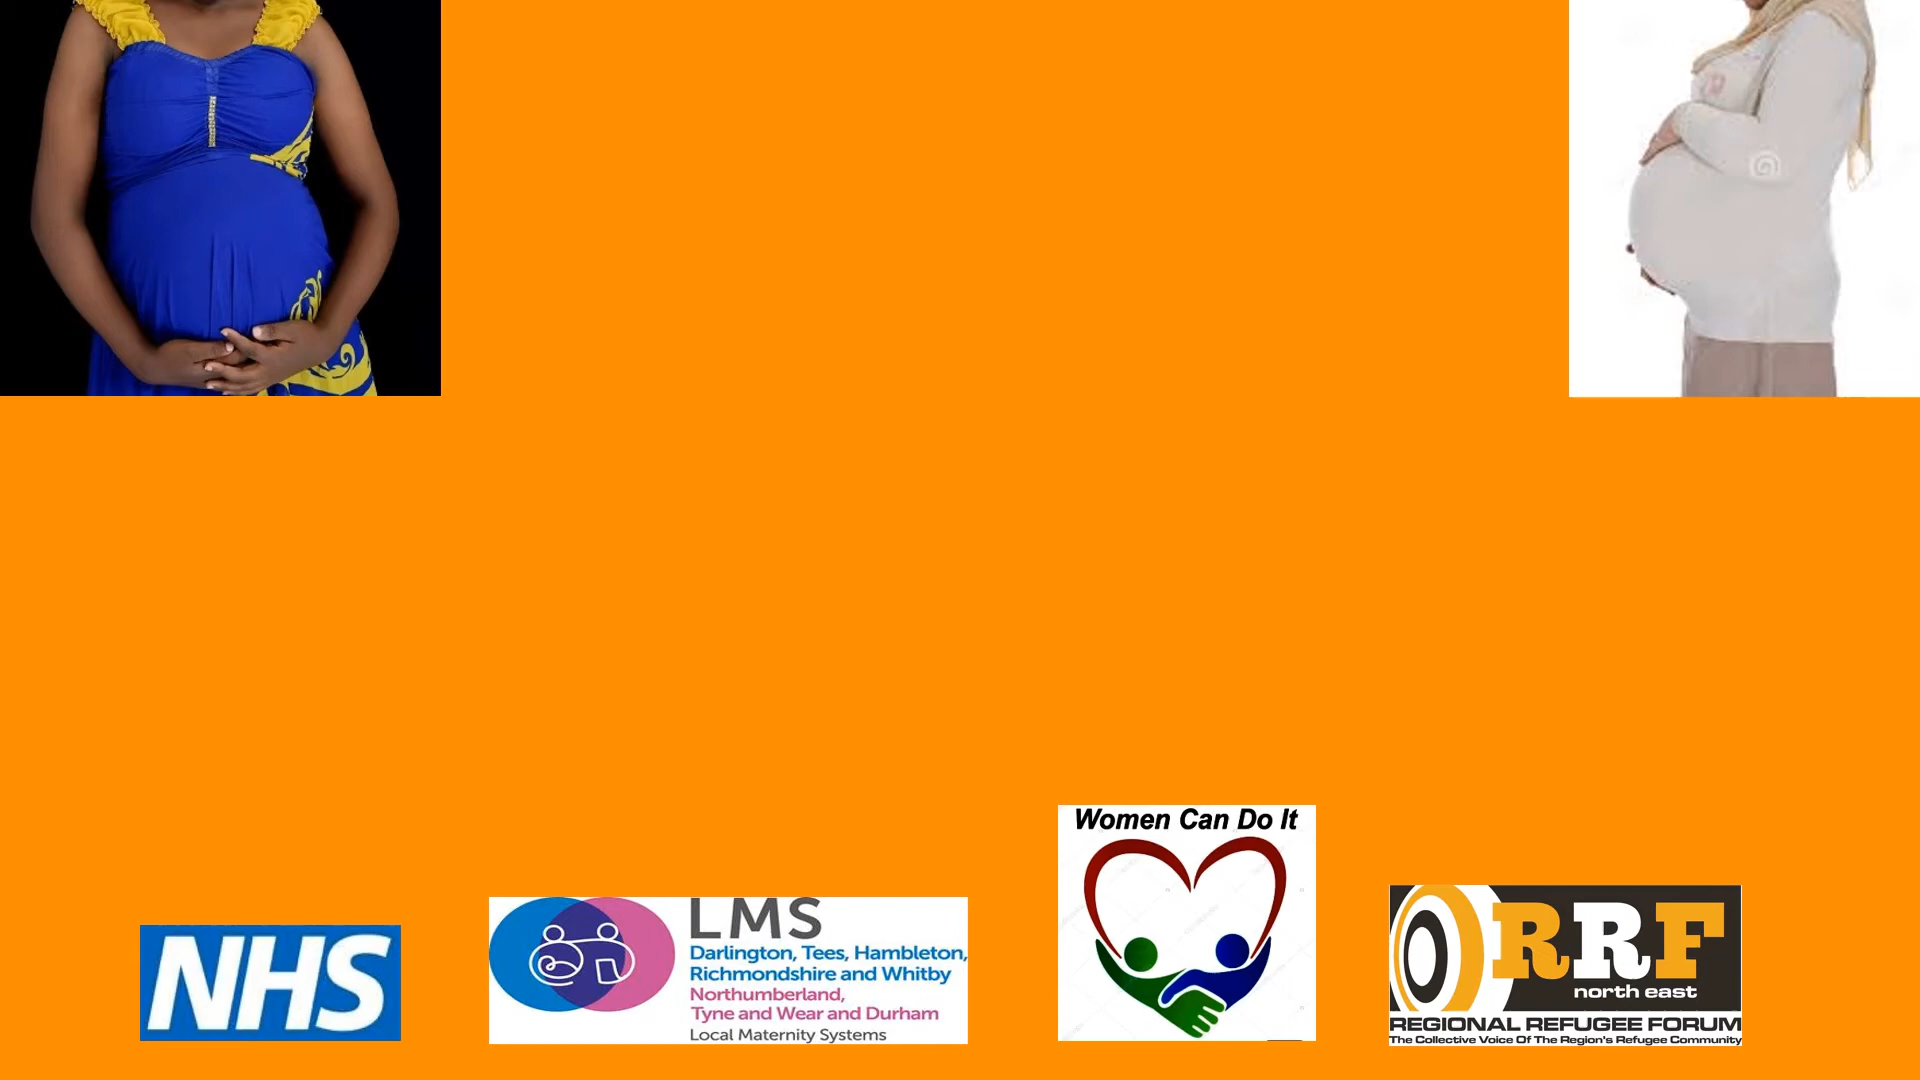 Women Can Do It
NHS
LMS
Darlington, Tees, Hambleton,
Richmondshire and Whitby
Northumberland,
Tyne and Wear and Durham
Local Maternity Systems
RRF
north east
REGIONAL REFUGEE FORUM
The Collective Voice Of The Region's Refugee Community